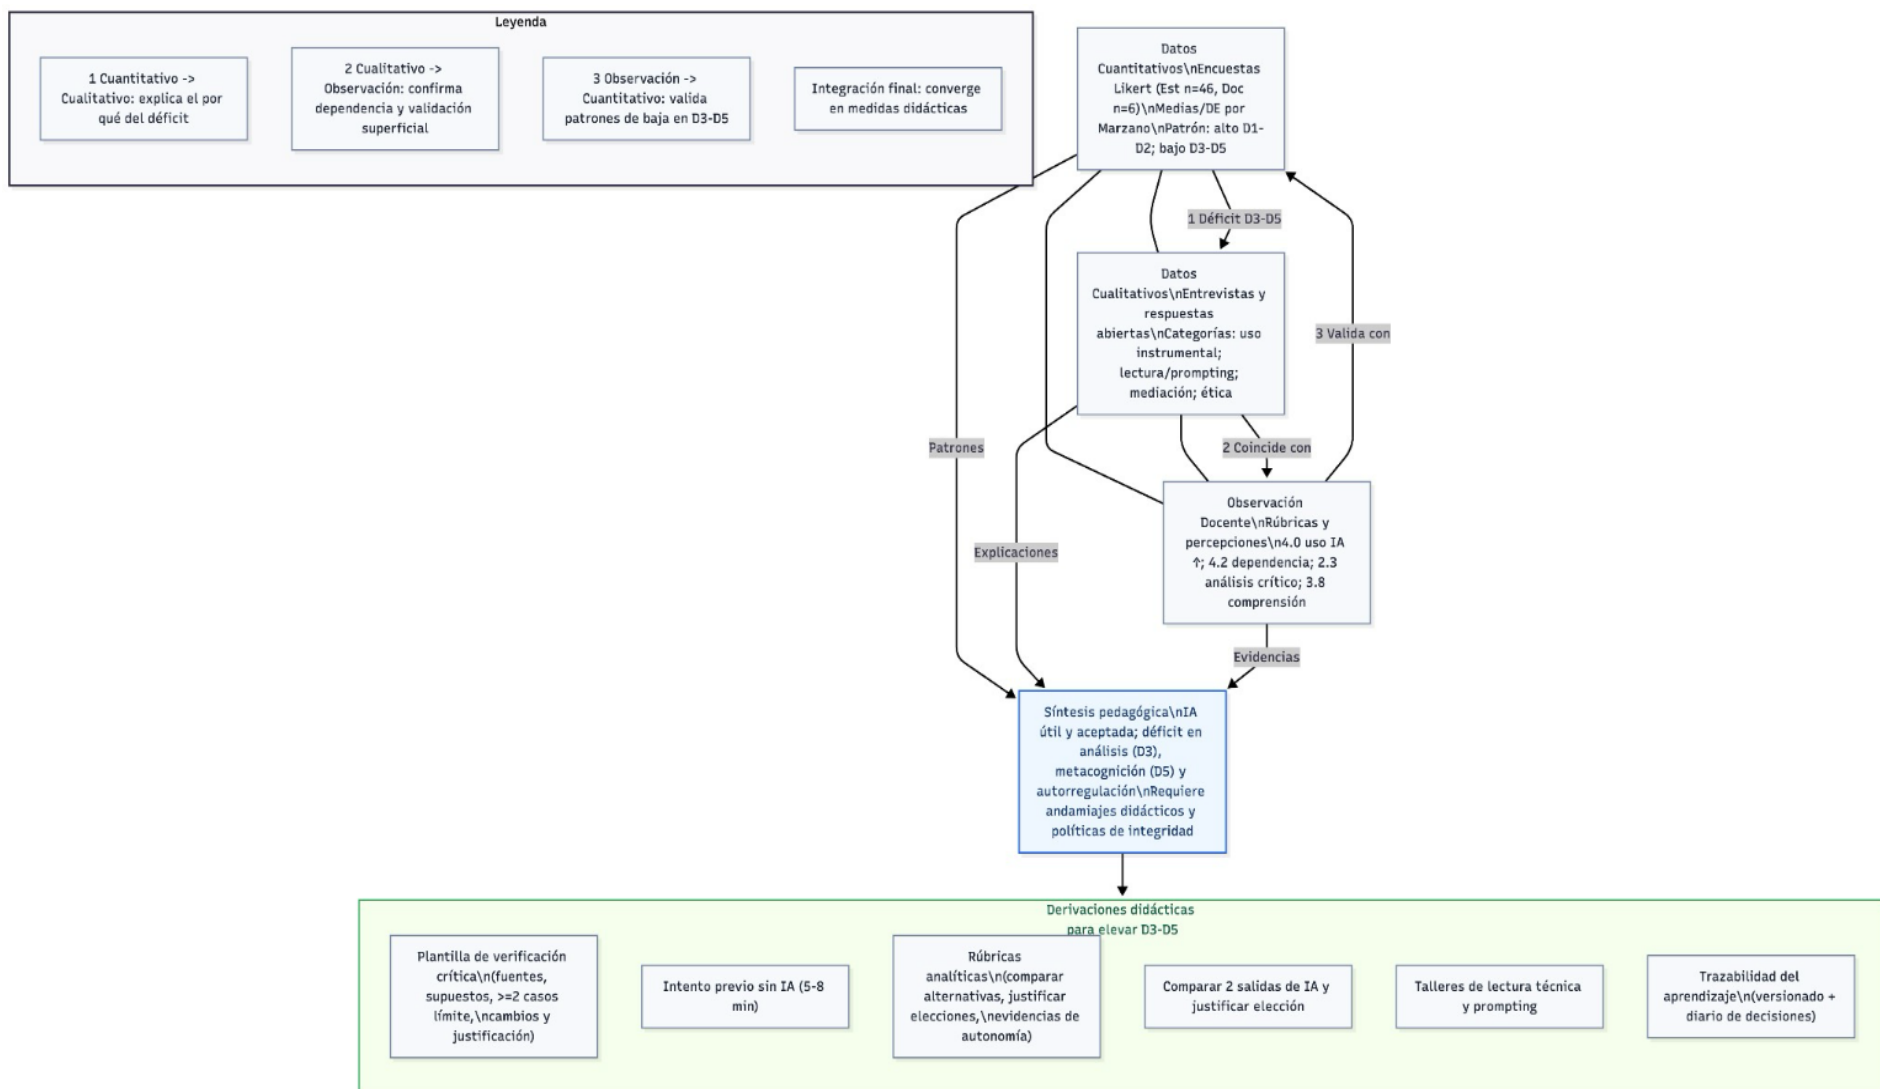 Leyenda
1 Cuantitativo ->
Cualitativo: explica el por
qué del déficit
2 Cualitativo ->
Observación: confirma
dependencia y validación
superficial
3 Observación ->
Cuantitativo: valida
patrones de baja en D3-D5
Integración final: converge
en medidas didácticas
Datos
Cuantitativos\nEncuestas
Likert (Est n=46, Doc
n=6)\nMedias/DE por
Marzano\nPatrón: alto D1-
D2; bajo D3-D5
1 Déficit D3-D5
Datos
Cualitativos\nEntrevistas y
respuestas
abiertas\nCategorías: uso
instrumental;
lectura/prompting;
mediación; ética
3 Valida con
Patrones
2 Coincide con
Observación
Docente\nRúbricas y
percepciones\n4.0 uso IA
↑; 4.2 dependencia; 2.3
análisis crítico; 3.8
comprensión
Explicaciones
Evidencias
Síntesis pedagógica\nIA
útil y aceptada; déficit en
análisis (D3),
metacognición (D5) y
autorregulación\nRequiere
andamiajes didácticos y
políticas de integridad
Derivaciones didácticas
para elevar D3-D5
Plantilla de verificación
crítica\n(fuentes,
supuestos, >=2 casos
límite,\ncambios y
justificación)
Intento previo sin IA (5-8
min)
Rúbricas
analíticas\n(comparar
alternativas, justificar
elecciones,\nevidencias de
autonomía)
Comparar 2 salidas de IA y
justificar elección
Talleres de lectura técnica
y prompting
Trazabilidad del
aprendizaje\n(versionado +
diario de decisiones)